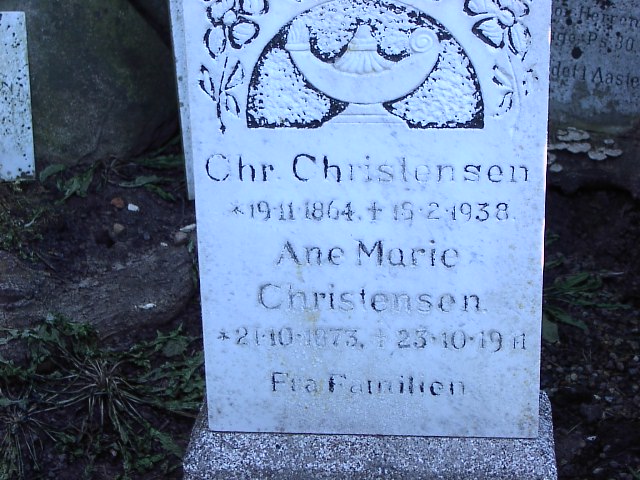 Chr. Christensen
*19·11·1864. ✝ 15·2·1938.
Ane Marie
Christensen.
*21·10·1873. ✝ 23·10·1911
Fra Familien